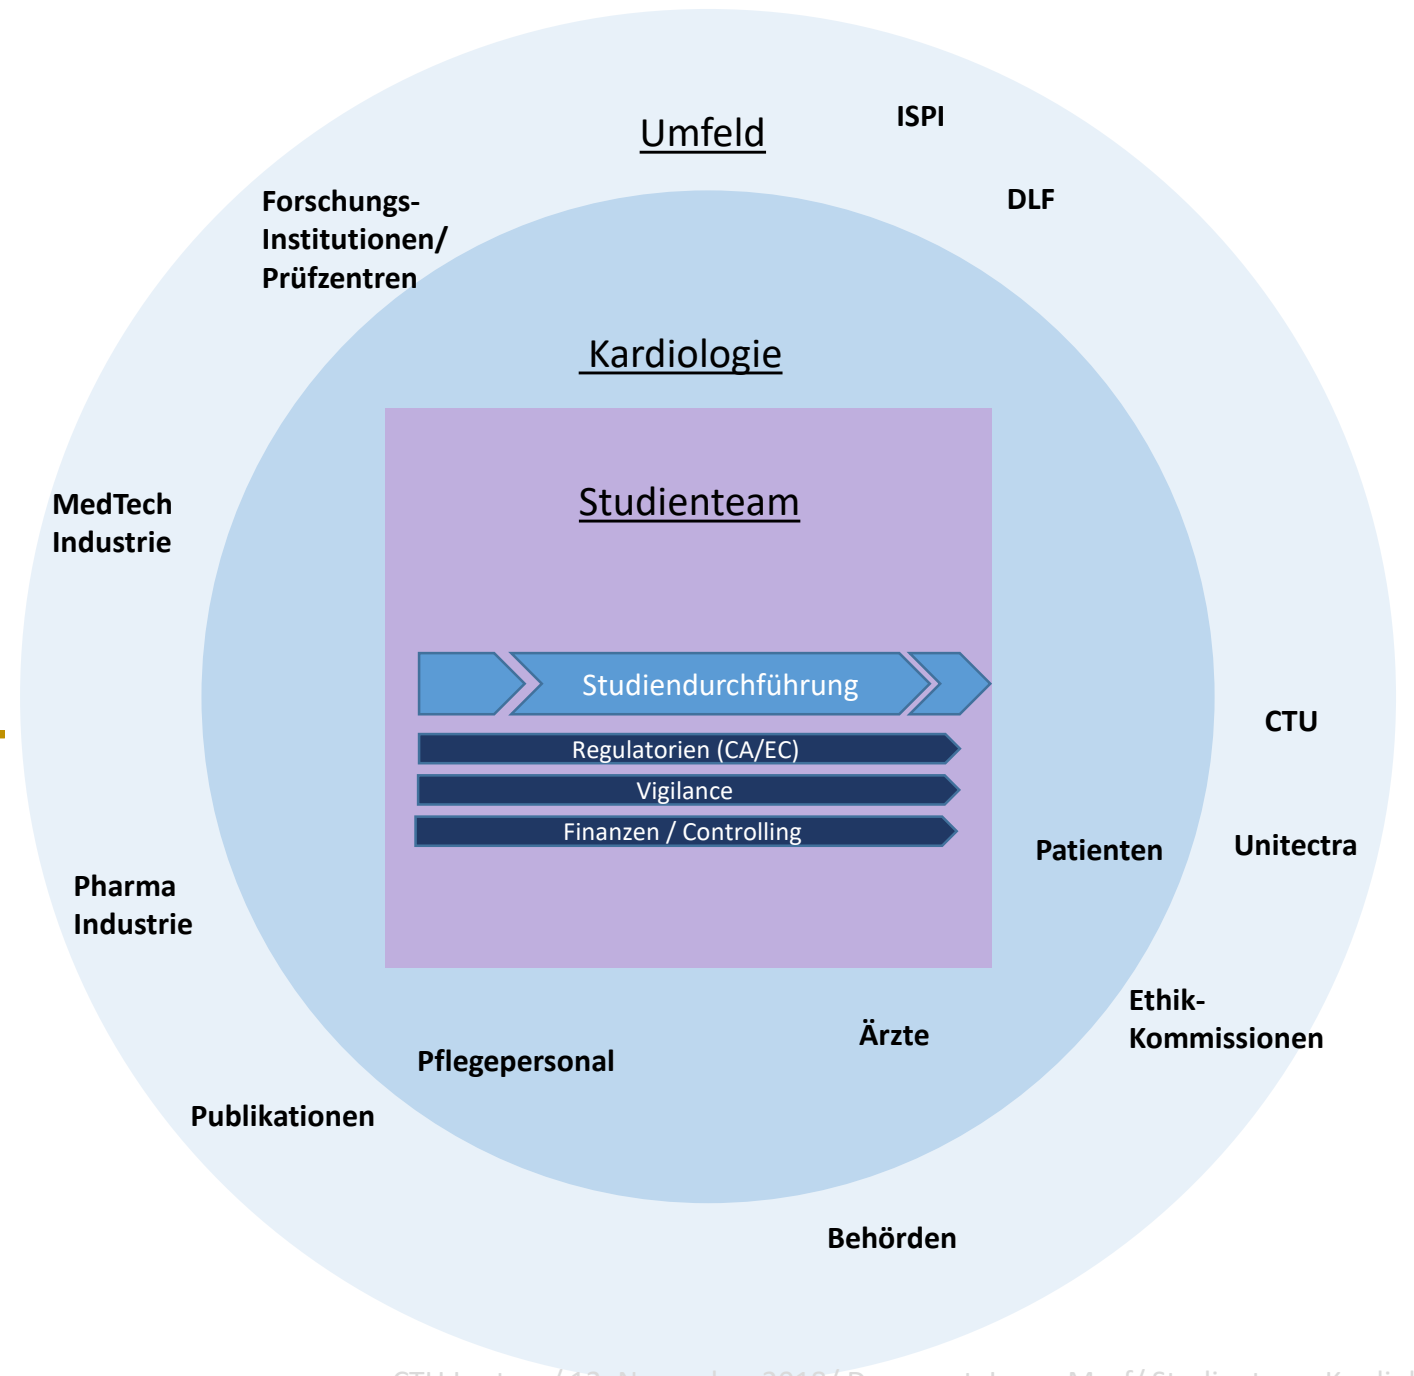 ISPI
Umfeld
DLF
Forschungs-
Institutionen/
Prüfzentren
Kardiologie
MedTech
Industrie
Studienteam
Studiendurchführung
CTU
Regulatorien (CA/EC)
Vigilance
Finanzen / Controlling
Patienten
Unitectra
Pharma
Industrie
Ethik-
Kommissionen
Ärzte
Pflegepersonal
Publikationen
Behörden